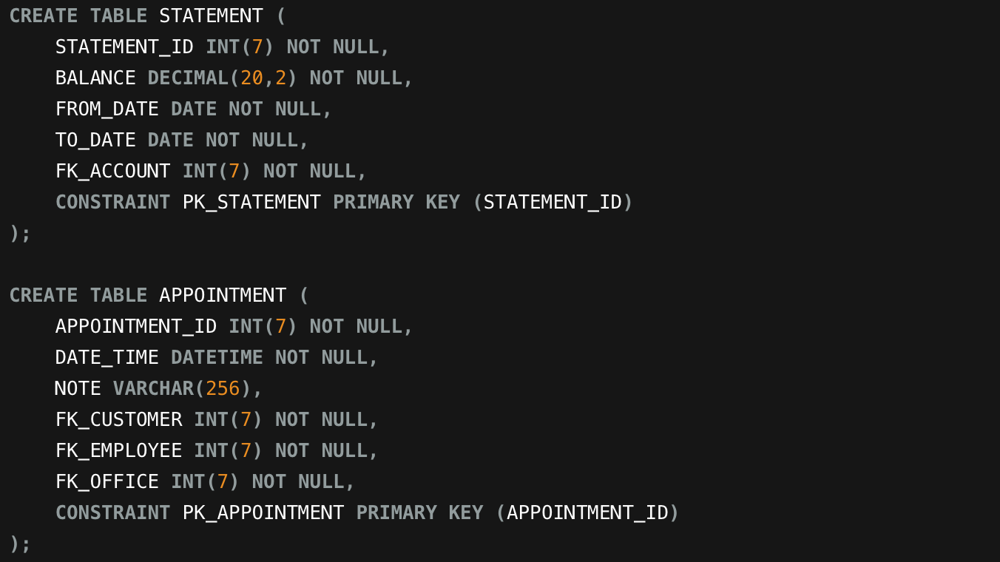 CREATE TABLE STATEMENT (
    STATEMENT_ID INT(7) NOT NULL,
    BALANCE DECIMAL(20,2) NOT NULL,
    FROM_DATE DATE NOT NULL,
    TO_DATE DATE NOT NULL,
    FK_ACCOUNT INT(7) NOT NULL,
    CONSTRAINT PK_STATEMENT PRIMARY KEY (STATEMENT_ID)
);

CREATE TABLE APPOINTMENT (
    APPOINTMENT_ID INT(7) NOT NULL,
    DATE_TIME DATETIME NOT NULL,
    NOTE VARCHAR(256),
    FK_CUSTOMER INT(7) NOT NULL,
    FK_EMPLOYEE INT(7) NOT NULL,
    FK_OFFICE INT(7) NOT NULL,
    CONSTRAINT PK_APPOINTMENT PRIMARY KEY (APPOINTMENT_ID)
);